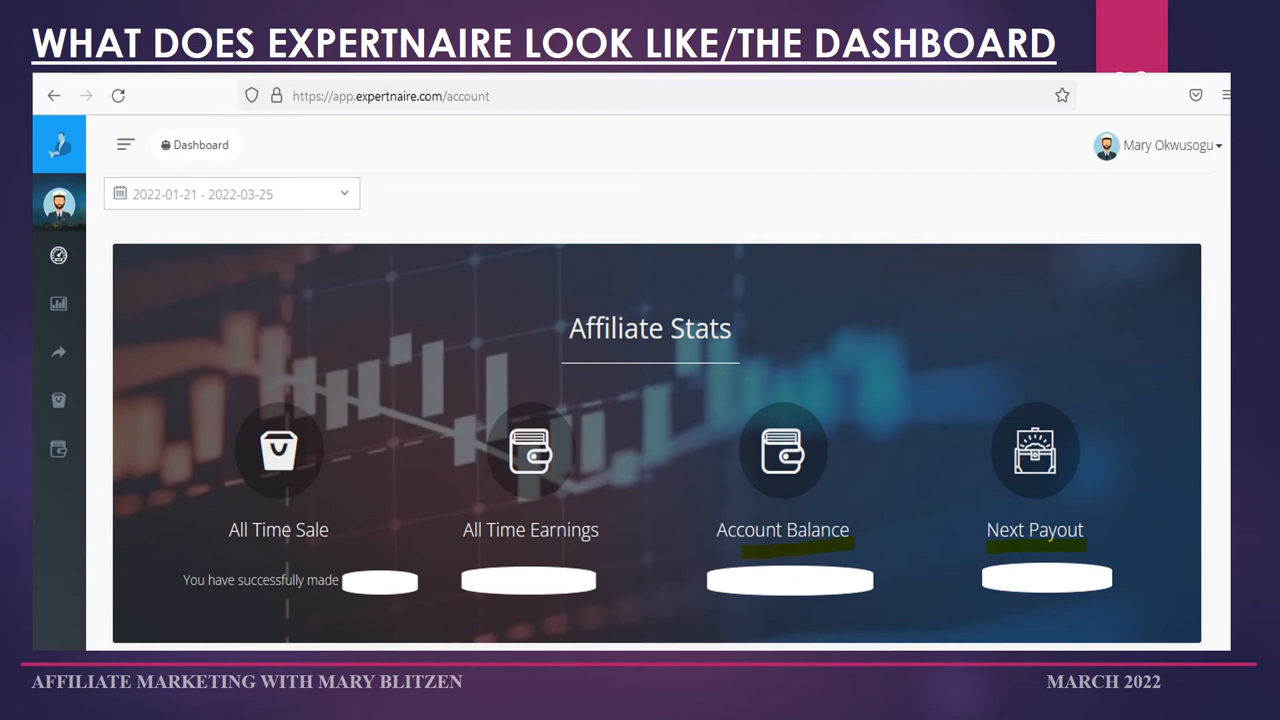 WHAT DOES EXPERTNAIRE LOOK LIKE/THE DASHBOARD
https://app.expertnaire.com/account
Dashboard
Mary Okwusogu
2022-01-21 - 2022-03-25
Affiliate Stats
All Time Sale
All Time Earnings
Account Balance
Next Payout
You have successfully made
AFFILIATE MARKETING WITH MARY BLITZEN
MARCH 2022